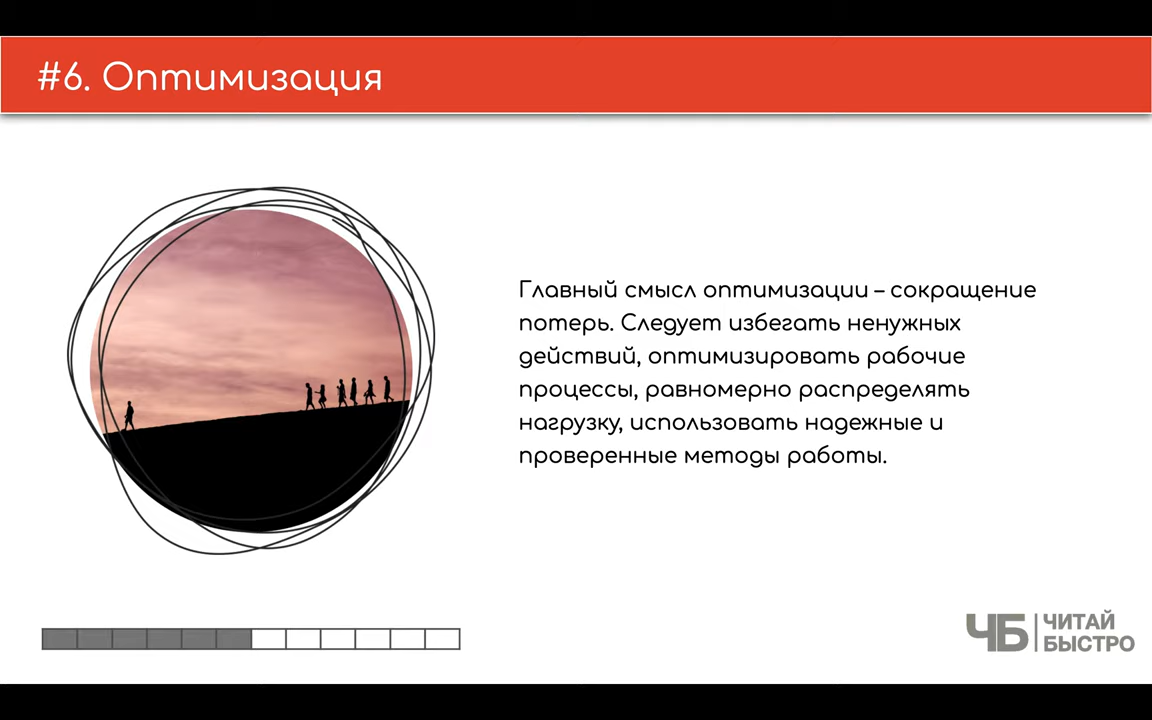 #6. Оптимизация
Главный смысл оптимизации – сокращение
потерь. Следует избегать ненужных
действий, оптимизировать рабочие
процессы, равномерно распределять
нагрузку, использовать надежные и
проверенные методы работы.
ЧБ
ЧИТАЙ
БЫСТРО